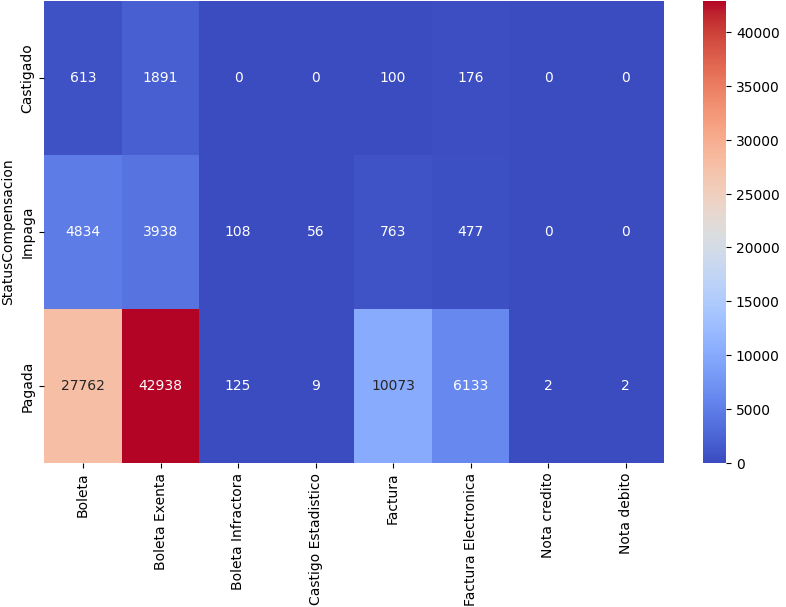 StatusCompensacion
Castigado
613 1891 0 0 100 176 0 0
Impaga
4834 3938 108 56 763 477 0 0
Pagada
27762 42938 125 9 10073 6133 2 2
Boleta
Boleta Exenta
Boleta Infractora
Castigo Estadistico
Factura
Factura Electronica
Nota credito
Nota debito
40000
35000
30000
25000
20000
15000
10000
5000
0